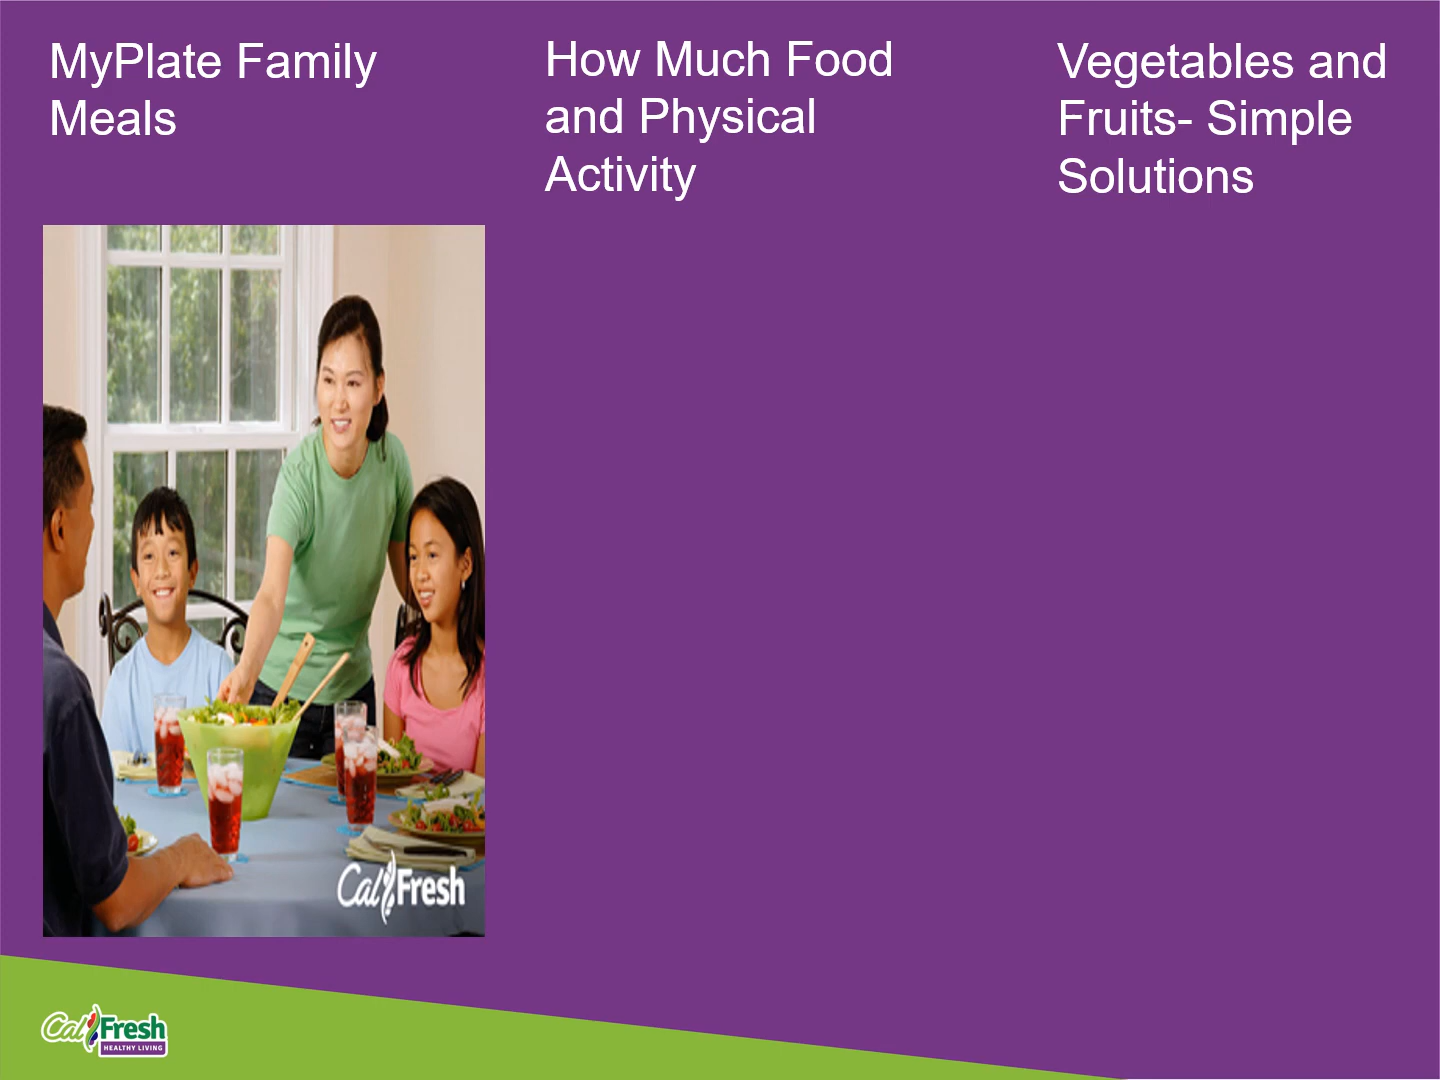 MyPlate Family
Meals
How Much Food
and Physical
Activity
Vegetables and
Fruits- Simple
Solutions
CalFresh
CalFresh
HEALTHY LIVING